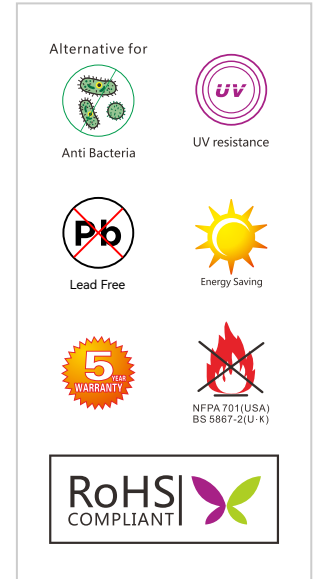 Alternative for
Anti Bacteria
UV
UV resistance
Pb
Lead Free
Energy Saving
5 YEAR
WARRANTY
NFPA 701(USA)
BS 5867-2(U·K)
RoHS
COMPLIANT